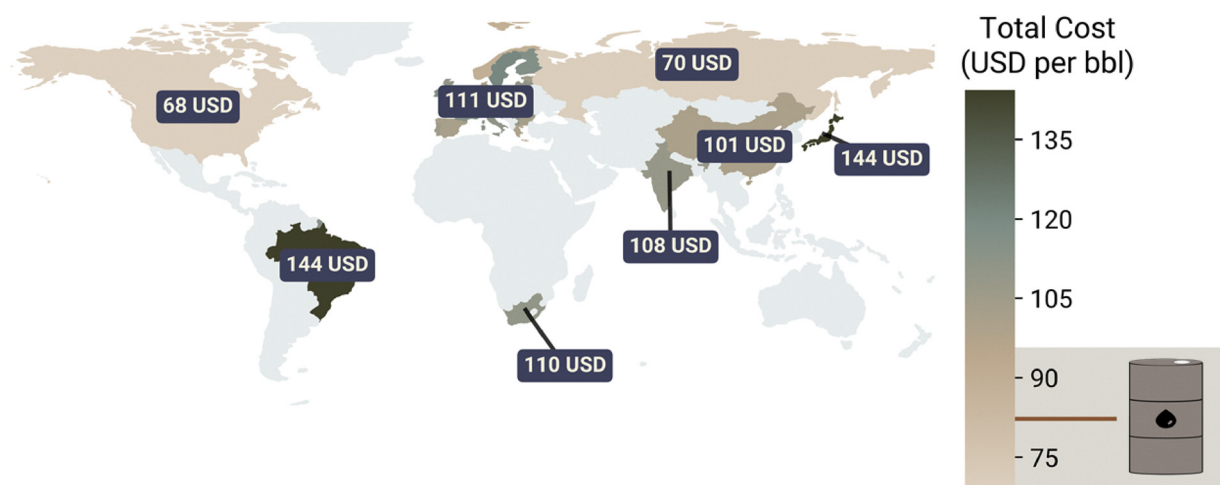 Total Cost
(USD per bbl)
68 USD
111 USD
70 USD
101 USD
144 USD
108 USD
144 USD
110 USD
135
120
105
90
75